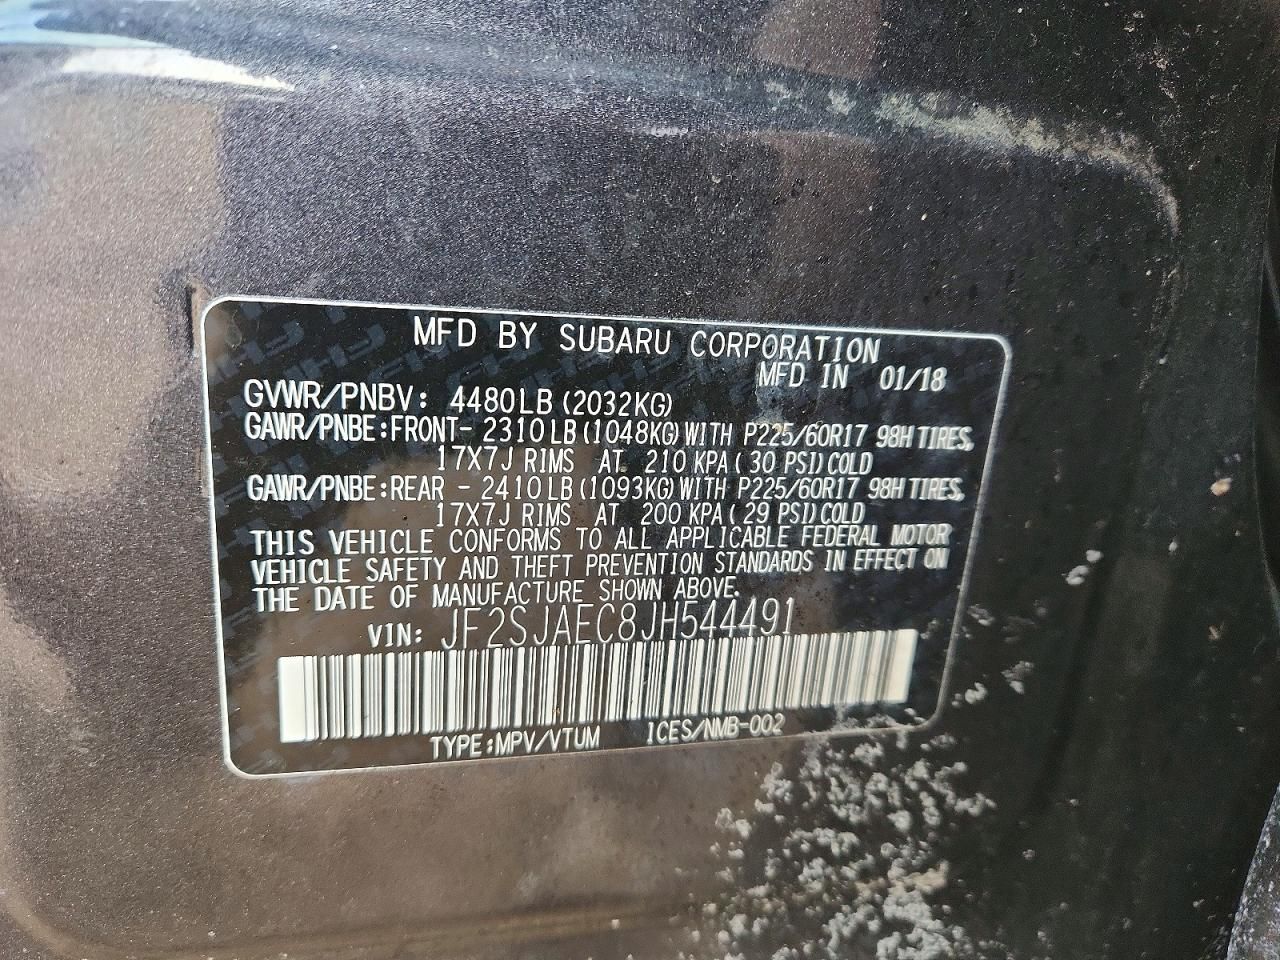 MFD BY SUBARU CORPORATION
MFD IN 01/18
GVWR/PNBV: 4480LB (2032KG)
GAWR/PNBE:FRONT- 2310LB (1048KG) WITH P225/60R17 98H TIRES,
17X7J RIMS AT 210 KPA (30 PSI) COLD
GAWR/PNBE:REAR - 2410LB (1093KG) WITH P225/60R17 98H TIRES,
17X7J RIMS AT 200 KPA (29 PSI) COLD
THIS VEHICLE CONFORMS TO ALL APPLICABLE FEDERAL MOTOR
VEHICLE SAFETY AND THEFT PREVENTION STANDARDS IN EFFECT ON
THE DATE OF MANUFACTURE SHOWN ABOVE.
VIN: JF2SJAEC8JH544491
TYPE:MPV/VTUM ICES/NMB-002